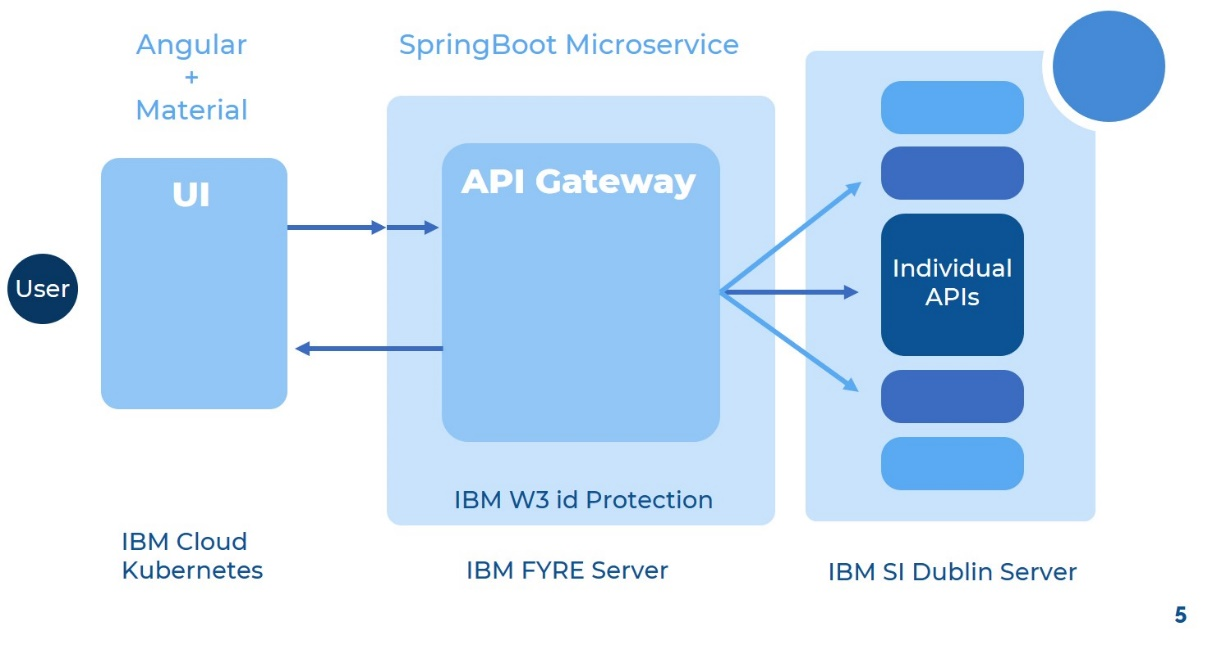 Angular
+
Material
SpringBoot Microservice
UI
API Gateway
User
Individual
APIs
IBM W3 id Protection
IBM Cloud
Kubernetes
IBM FYRE Server
IBM SI Dublin Server
5